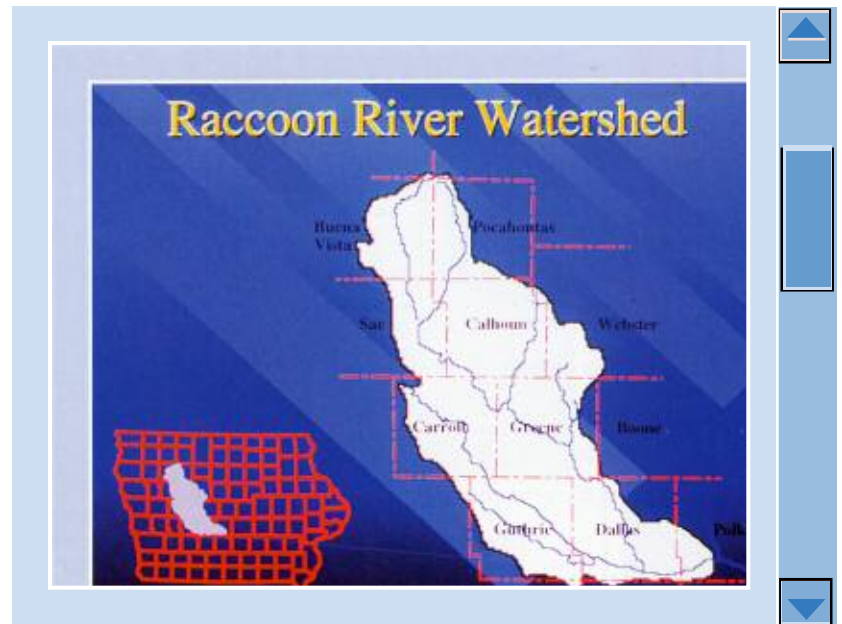 Raccoon River Watershed
Buena Pocahontas
Vista
Sac Calhoun Webster
Carroll Greene Boone
Guthrie Dallas Polk